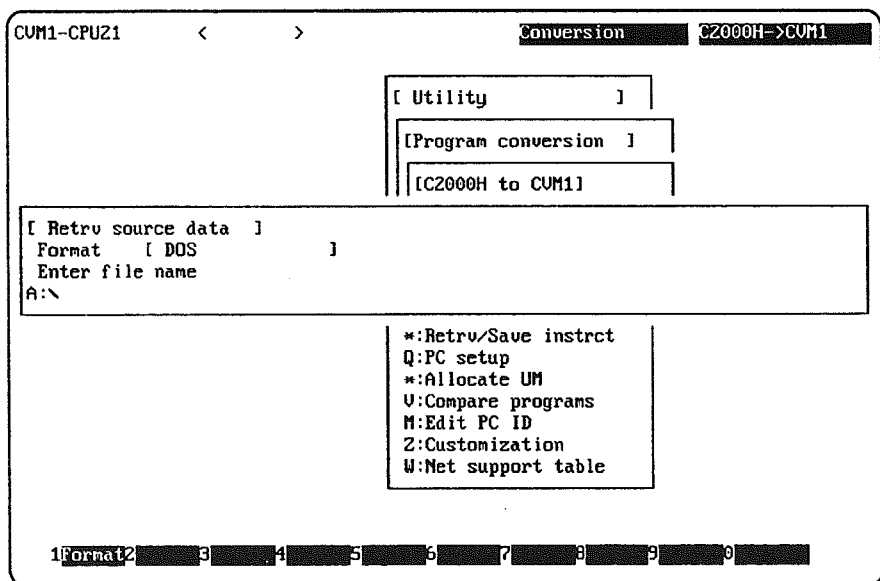 CVM1-CPUZ1 < > Conversion C2000H->CVM1
[ Utility ]
[Program conversion ]
[C2000H to CVM1]
[ Retrv source data ]
Format [ DOS ]
Enter file name
A:\
*:Retrv/Save instrct
Q:PC setup
*:Allocate UM
V:Compare programs
M:Edit PC ID
Z:Customization
W:Net support table
1Format2 3 4 5 6 7 8 9 0